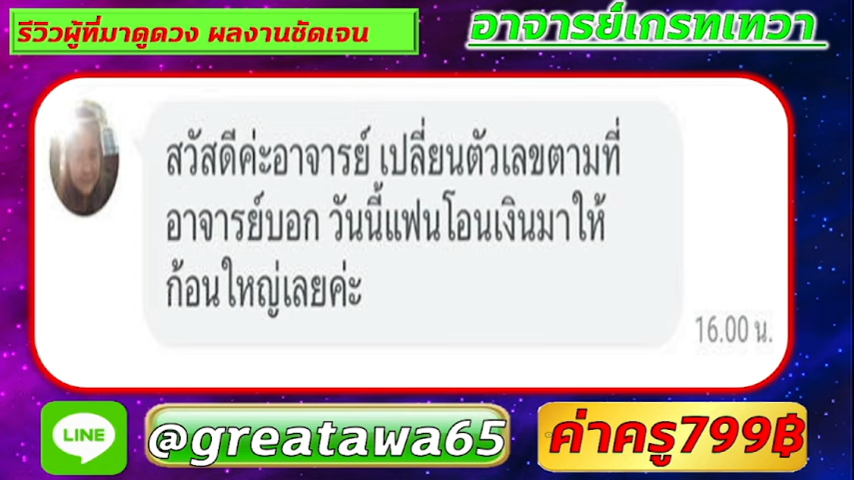 รีวิวผู้ที่มาดูดวง ผลงานชัดเจน
อาจารย์เกรทเทวา
สวัสดีค่ะอาจารย์ เปลี่ยนตัวเลขตามที่
อาจารย์บอก วันนี้แฟนโอนเงินมาให้
ก้อนใหญ่เลยค่ะ
16.00 น.
LINE
@greatawa65
ค่าครู799฿